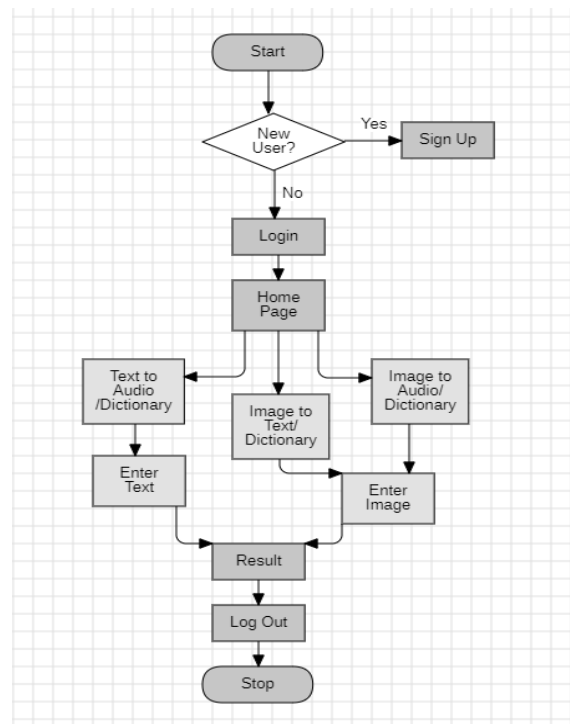 Start
New
User?
Yes
Sign Up
No
Login
Home
Page
Text to
Audio
/Dictionary
Image to
Text/
Dictionary
Image to
Audio/
Dictionary
Enter
Text
Enter
Image
Result
Log Out
Stop